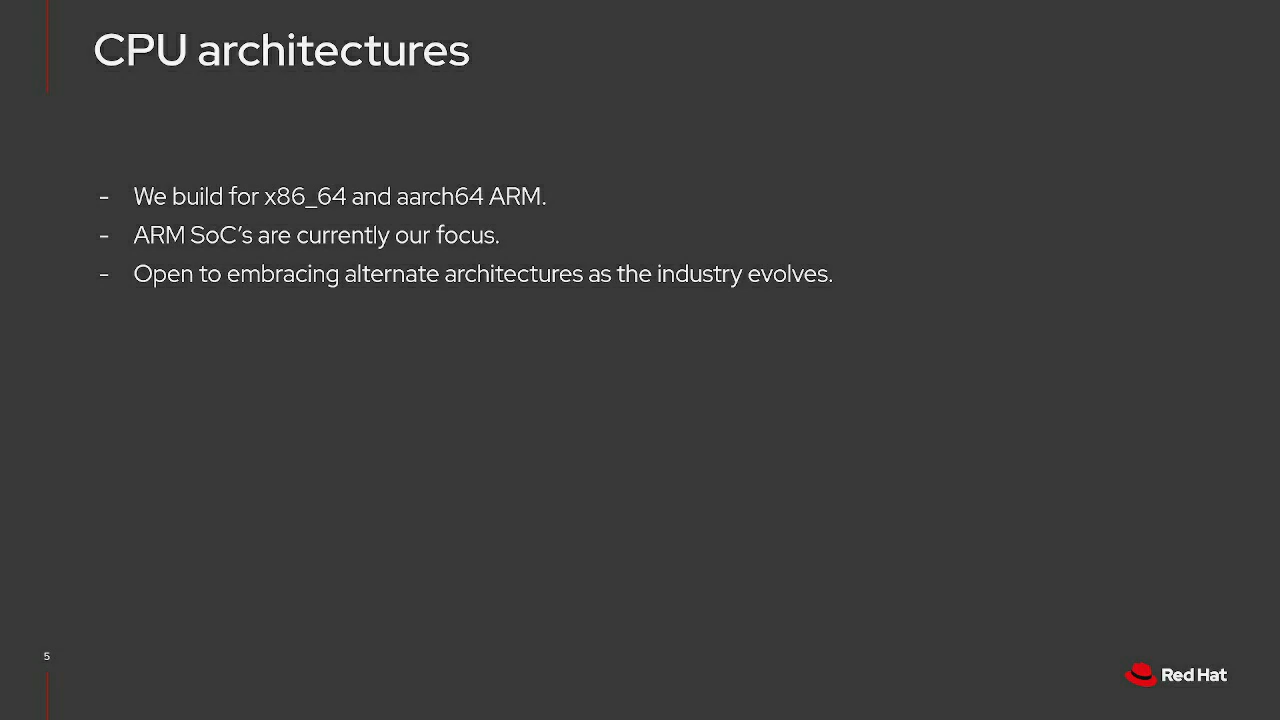 CPU architectures
- We build for x86_64 and aarch64 ARM.
- ARM SoC's are currently our focus.
- Open to embracing alternate architectures as the industry evolves.
5
Red Hat